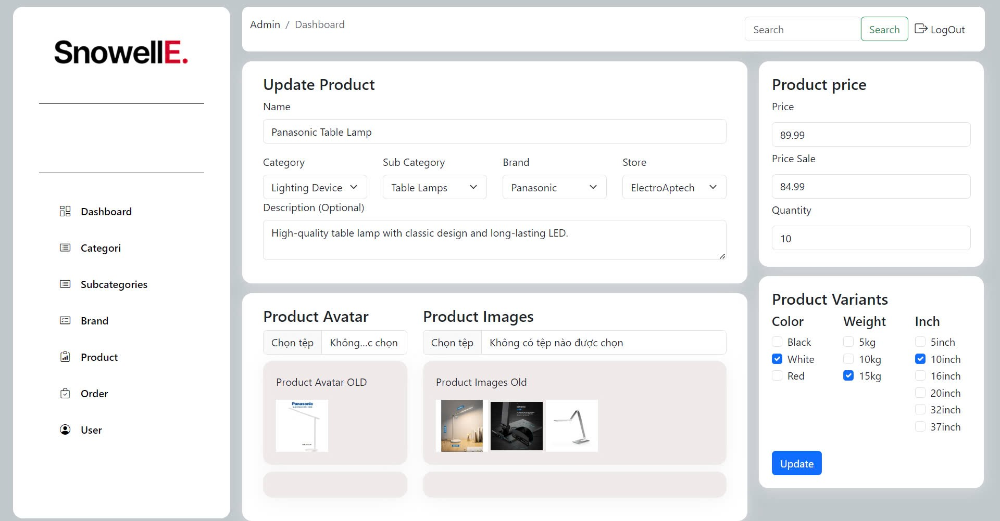 SnowellE.
Dashboard
Categori
Subcategories
Brand
Product
Order
User
Admin / Dashboard
Search
Search
LogOut
Update Product
Name
Panasonic Table Lamp
Category Sub Category Brand Store
Lighting Device Table Lamps Panasonic ElectroAptech
Description (Optional)
High-quality table lamp with classic design and long-lasting LED.
Product Avatar
Chọn tệp Không...c chọn
Product Avatar OLD
Panasonic
Product Images
Chọn tệp Không có tệp nào được chọn
Product Images Old
Product price
Price
89.99
Price Sale
84.99
Quantity
10
Product Variants
Color Weight Inch
Black 5kg 5inch
White 10kg 10inch
Red 15kg 16inch
20inch
32inch
37inch
Update